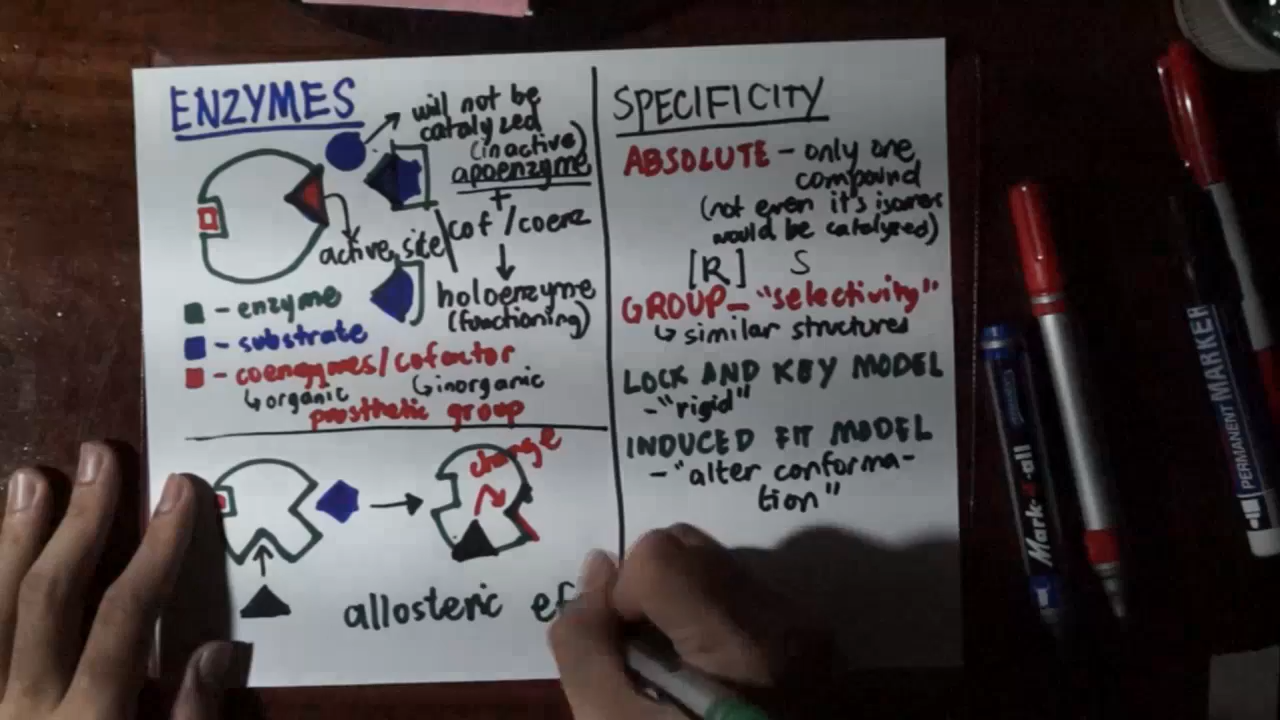 ENZYMES
will not be
catalyzed
(inactive)
apoenzyme
+
cof/coenz
active site
holoenzyme
(functioning)
- enzyme
- substrate
- coenzymes/cofactor
↳organic
↳inorganic
prosthetic group
change
allosteric ef
SPECIFICITY
ABSOLUTE - only one
compound
(not even it's isomer
would be catalyzed)
[R] S
GROUP - "selectivity"
↳ similar structures
LOCK AND KEY MODEL
- "rigid"
INDUCED FIT MODEL
- "alter conforma-
tion"
Mark-4-all
PERMANENT MARKER